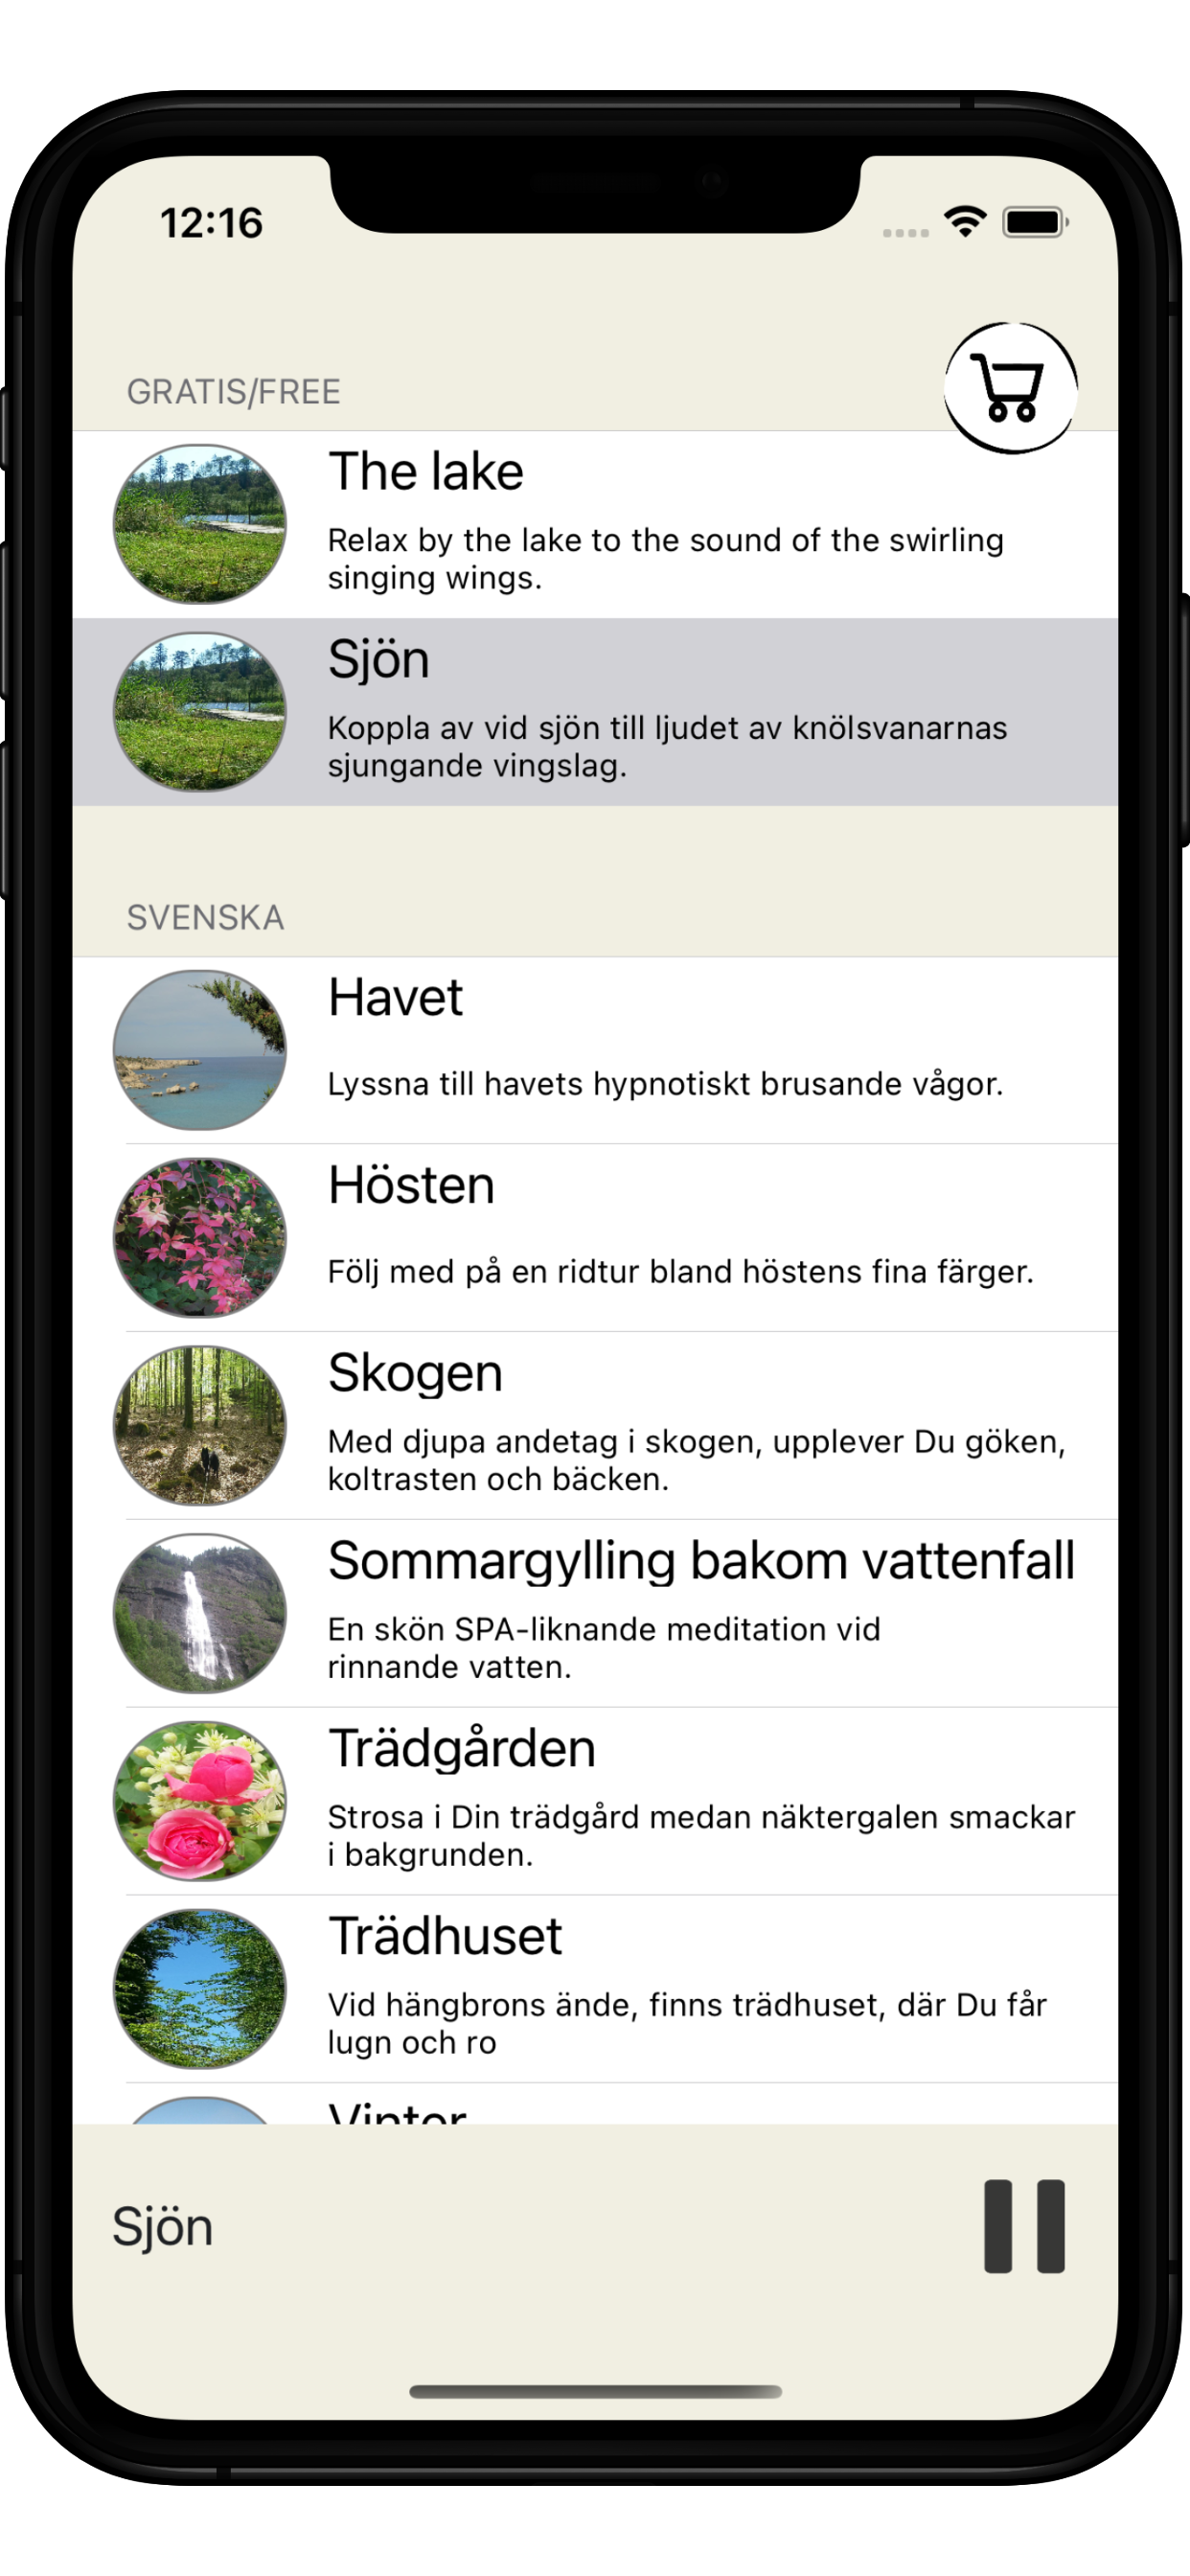 12:16
GRATIS/FREE
The lake
Relax by the lake to the sound of the swirling
singing wings.
Sjön
Koppla av vid sjön till ljudet av knölsvanarnas
sjungande vingslag.
SVENSKA
Havet
Lyssna till havets hypnotiskt brusande vågor.
Hösten
Följ med på en ridtur bland höstens fina färger.
Skogen
Med djupa andetag i skogen, upplever Du göken,
koltrasten och bäcken.
Sommargylling bakom vattenfall
En skön SPA-liknande meditation vid
rinnande vatten.
Trädgården
Strosa i Din trädgård medan näktergalen smackar
i bakgrunden.
Trädhuset
Vid hängbrons ände, finns trädhuset, där Du får
lugn och ro
Vinter
Sjön